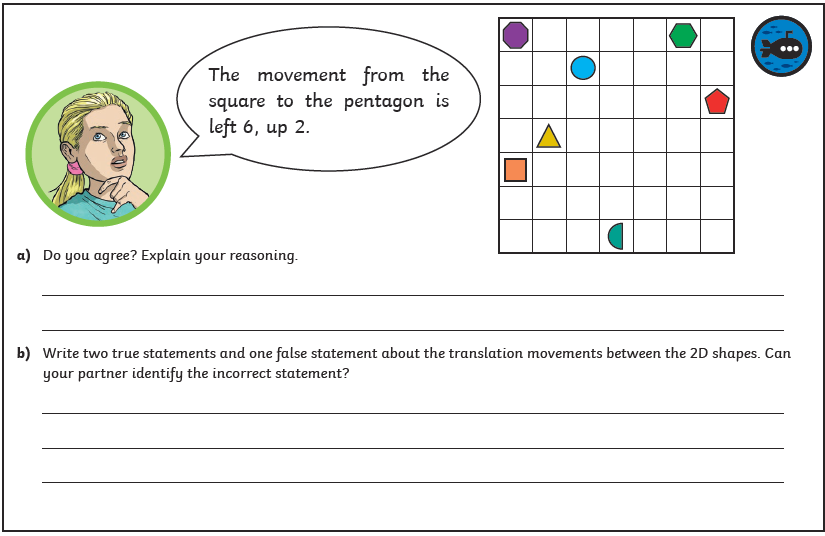 The movement from the
square to the pentagon is
left 6, up 2.
a) Do you agree? Explain your reasoning.
b) Write two true statements and one false statement about the translation movements between the 2D shapes. Can
your partner identify the incorrect statement?